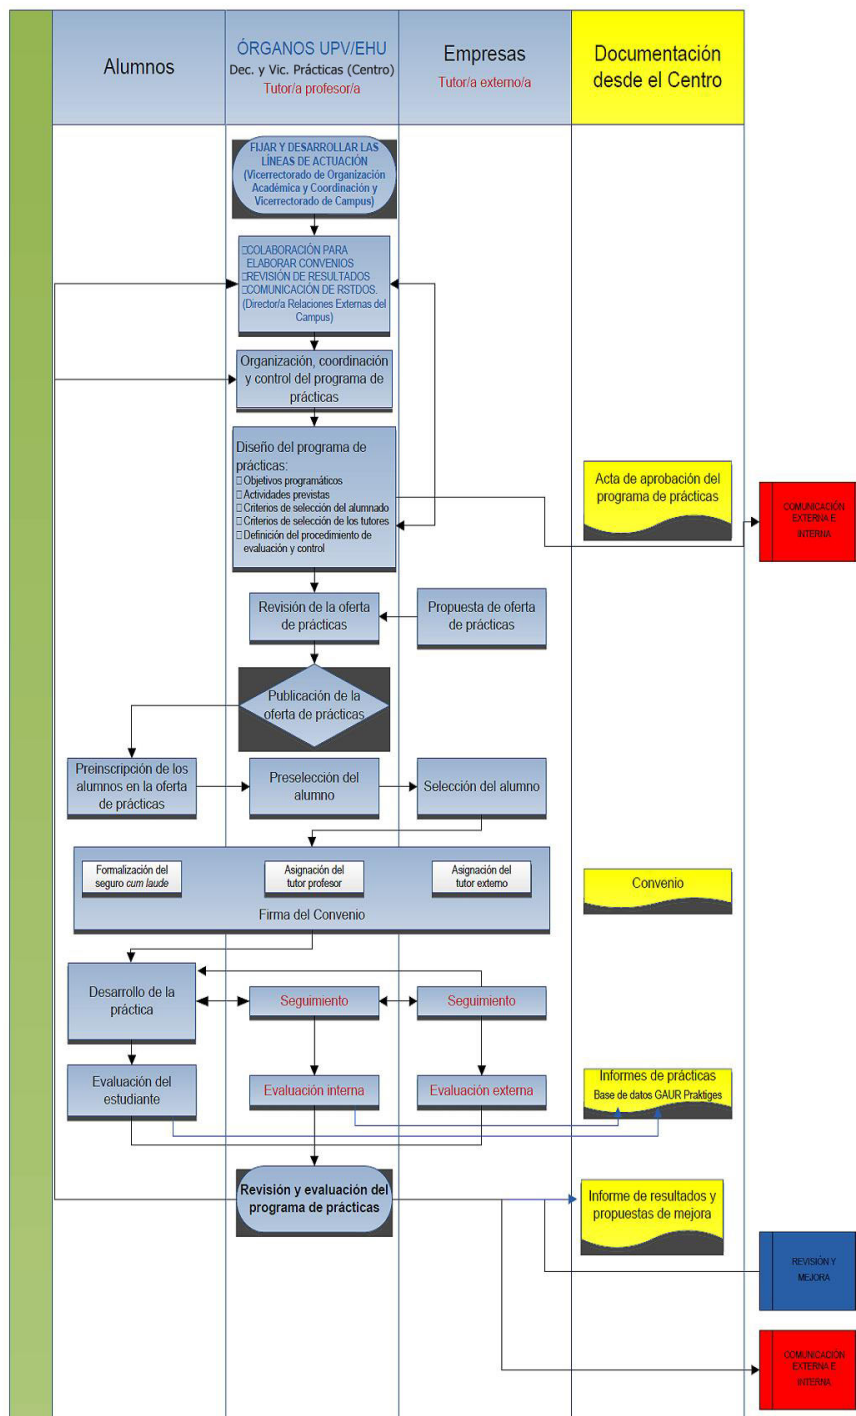 Alumnos
ÓRGANOS UPV/EHU
Dec. y Vic. Prácticas (Centro)
Tutor/a profesor/a
Empresas
Tutor/a externo/a
Documentación
desde el Centro
FIJAR Y DESARROLLAR LAS
LÍNEAS DE ACTUACIÓN
(Vicerrectorado de Organización
Académica y Coordinación y
Vicerrectorado de Campus)
COLABORACIÓN PARA
ELABORAR CONVENIOS
REVISIÓN DE RESULTADOS
COMUNICACIÓN DE RSTDOS.
(Director/a Relaciones Externas del
Campus)
Organización, coordinación
y control del programa de
prácticas
Diseño del programa de
prácticas:
Objetivos programáticos
Actividades previstas
Criterios de selección del alumnado
Criterios de selección de los tutores
Definición del procedimiento de
evaluación y control
Acta de aprobación del
programa de prácticas
COMUNICACIÓN
EXTERNA E
INTERNA
Revisión de la oferta
de prácticas
Propuesta de oferta
de prácticas
Publicación de la
oferta de prácticas
Preinscripción de los
alumnos en la oferta
de prácticas
Preselección del
alumno
Selección del alumno
Formalización del
seguro cum laude
Asignación del
tutor profesor
Asignación del
tutor externo
Firma del Convenio
Convenio
Desarrollo de la
práctica
Seguimiento
Seguimiento
Evaluación del
estudiante
Evaluación interna
Evaluación externa
Informes de prácticas
Base de datos GAUR Praktiges
Revisión y evaluación del
programa de prácticas
Informe de resultados y
propuestas de mejora
REVISIÓN Y
MEJORA
COMUNICACIÓN
EXTERNA E
INTERNA